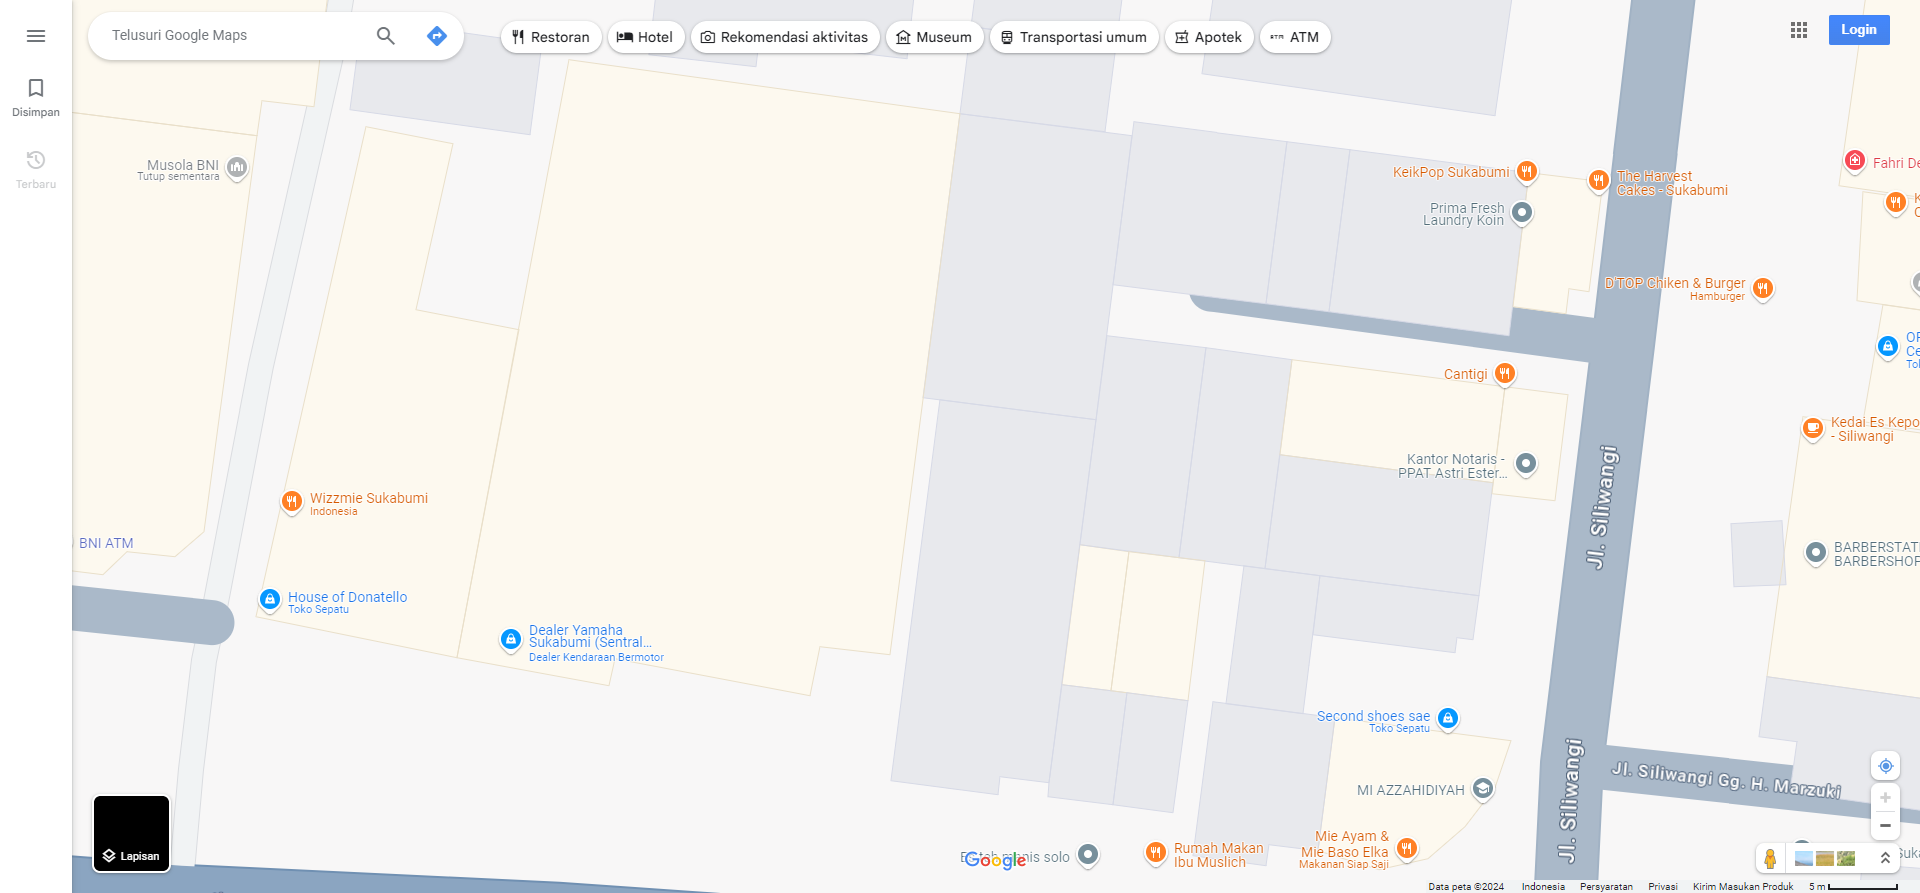 Telusuri Google Maps
Restoran
Hotel
Rekomendasi aktivitas
Museum
Transportasi umum
Apotek
ATM
Login
Disimpan
Terbaru
Musola BNI
Tutup sementara
KeikPop Sukabumi
The Harvest
Cakes - Sukabumi
Fahri De
Prima Fresh
Laundry Koin
K
C
D'TOP Chiken & Burger
Hamburger
Ce
Tok
Cantigi
Kedai Es Kepo
- Siliwangi
Kantor Notaris -
PPAT Astri Ester...
Jl. Siliwangi
Wizzmie Sukabumi
Indonesia
BNI ATM
BARBERSTATI
BARBERSHOP
House of Donatello
Toko Sepatu
Dealer Yamaha
Sukabumi (Sentral...
Dealer Kendaraan Bermotor
Second shoes sae
Toko Sepatu
Jl. Siliwangi
Jl. Siliwangi Gg. H. Marzuki
MI AZZAHIDIYAH
Mie Ayam &
Mie Baso Elka
Makanan Siap Saji
Rumah Makan
Ibu Muslich
manis solo
Google
Lapisan
Data peta ©2024
Indonesia
Persyaratan
Privasi
Kirim Masukan Produk
5 m